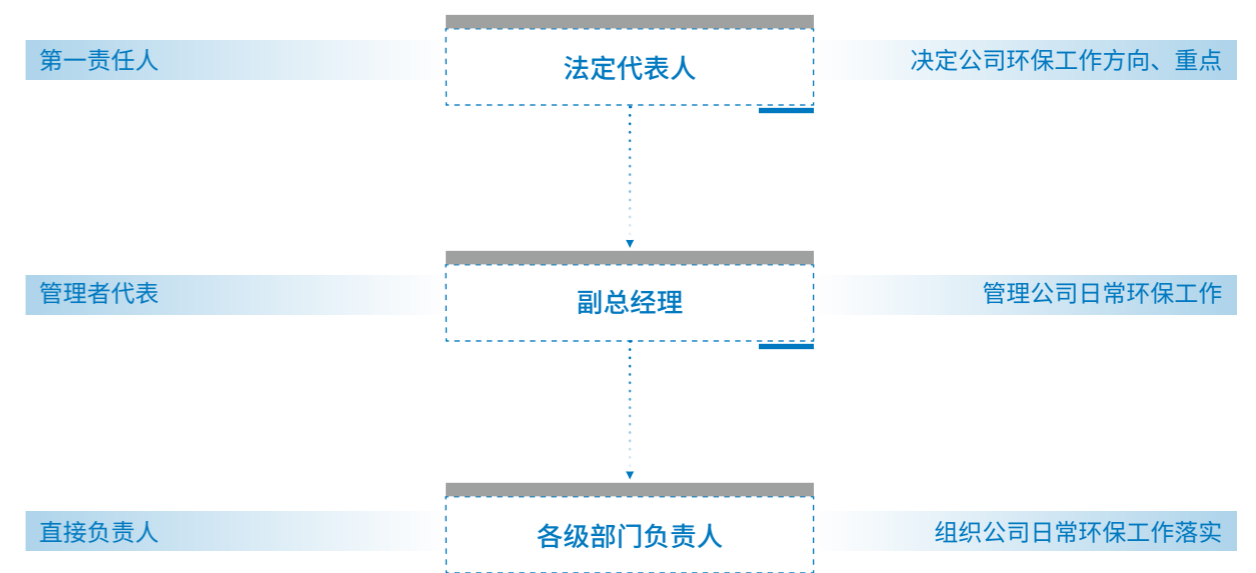 第一责任人
法定代表人
决定公司环保工作方向、重点
管理者代表
副总经理
管理公司日常环保工作
直接负责人
各级部门负责人
组织公司日常环保工作落实